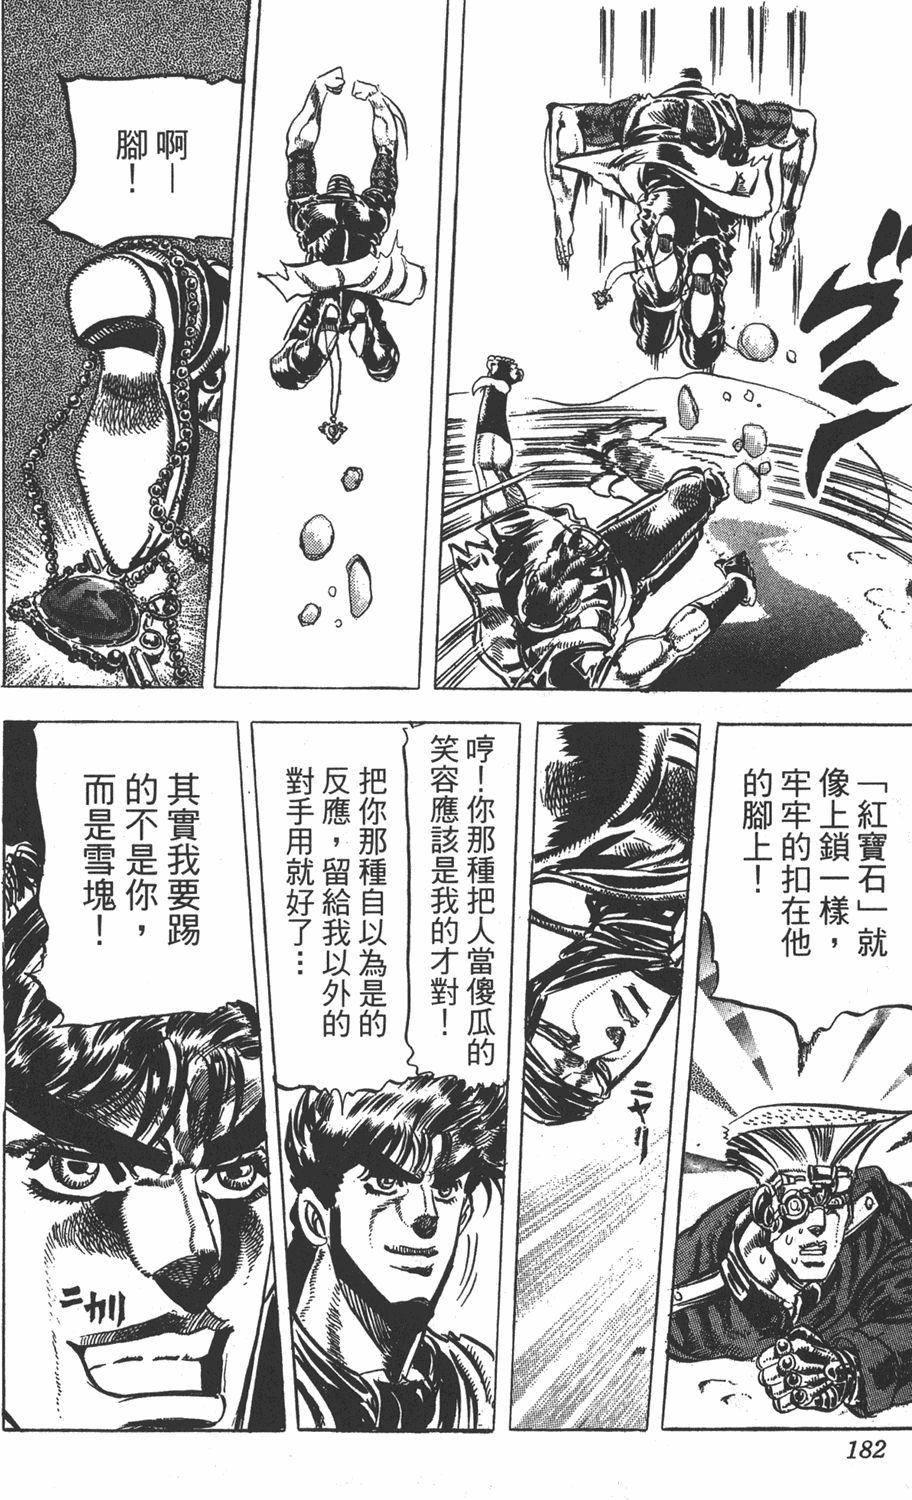 グン
啊—
腳！
「紅寶石」就
像上鎖一樣，
牢牢的扣在他
的腳上！
ニヤリ
哼！你那種把人當傻瓜的
笑容應該是我的才對！
把你那種自以為是的
反應，留給我以外的
對手用就好了…
其實我要踢
的不是你，
而是雪塊！
ニカリ
182